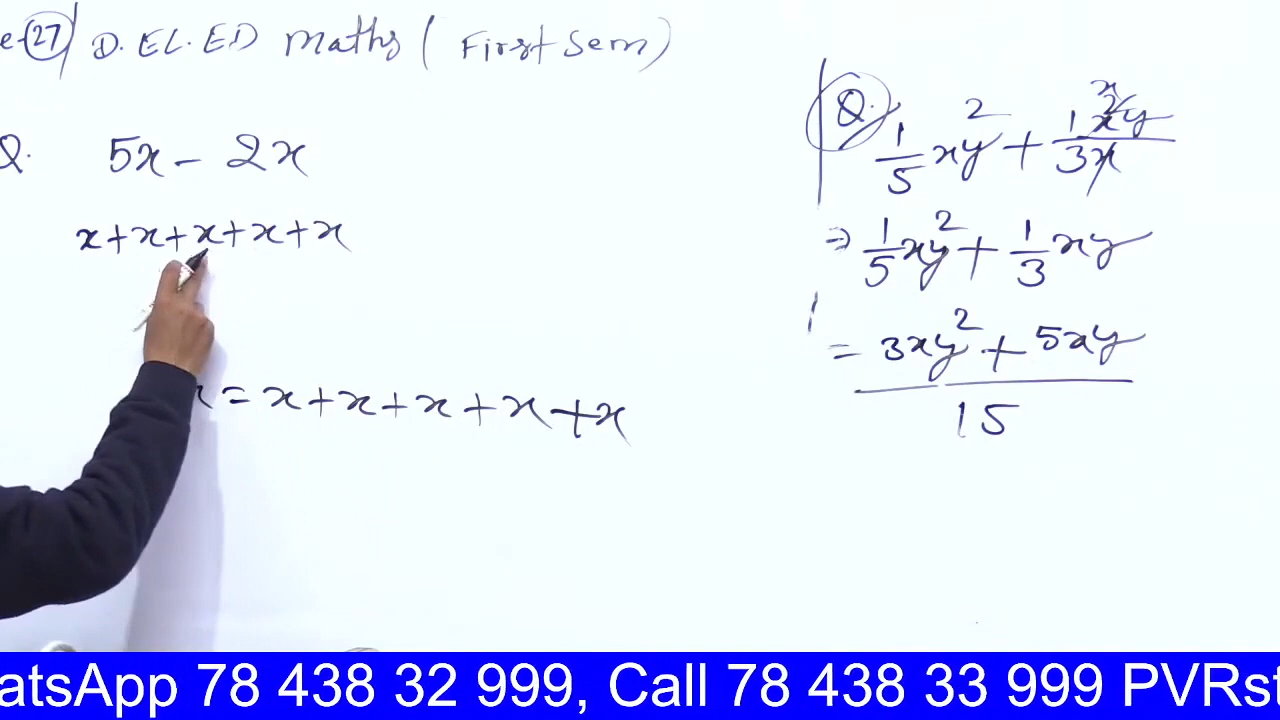 e-27 D.EL.ED Maths (First Sem)
Q. 5x - 2x
x + x + x + x + x
x = x + x + x + x + x
Q. 1/5 xy² + 1x²y/3x x
⇒ 1/5 xy² + 1/3 xy
= 3xy² + 5xy
15
atsApp 78 438 32 999, Call 78 438 33 999 PVRst